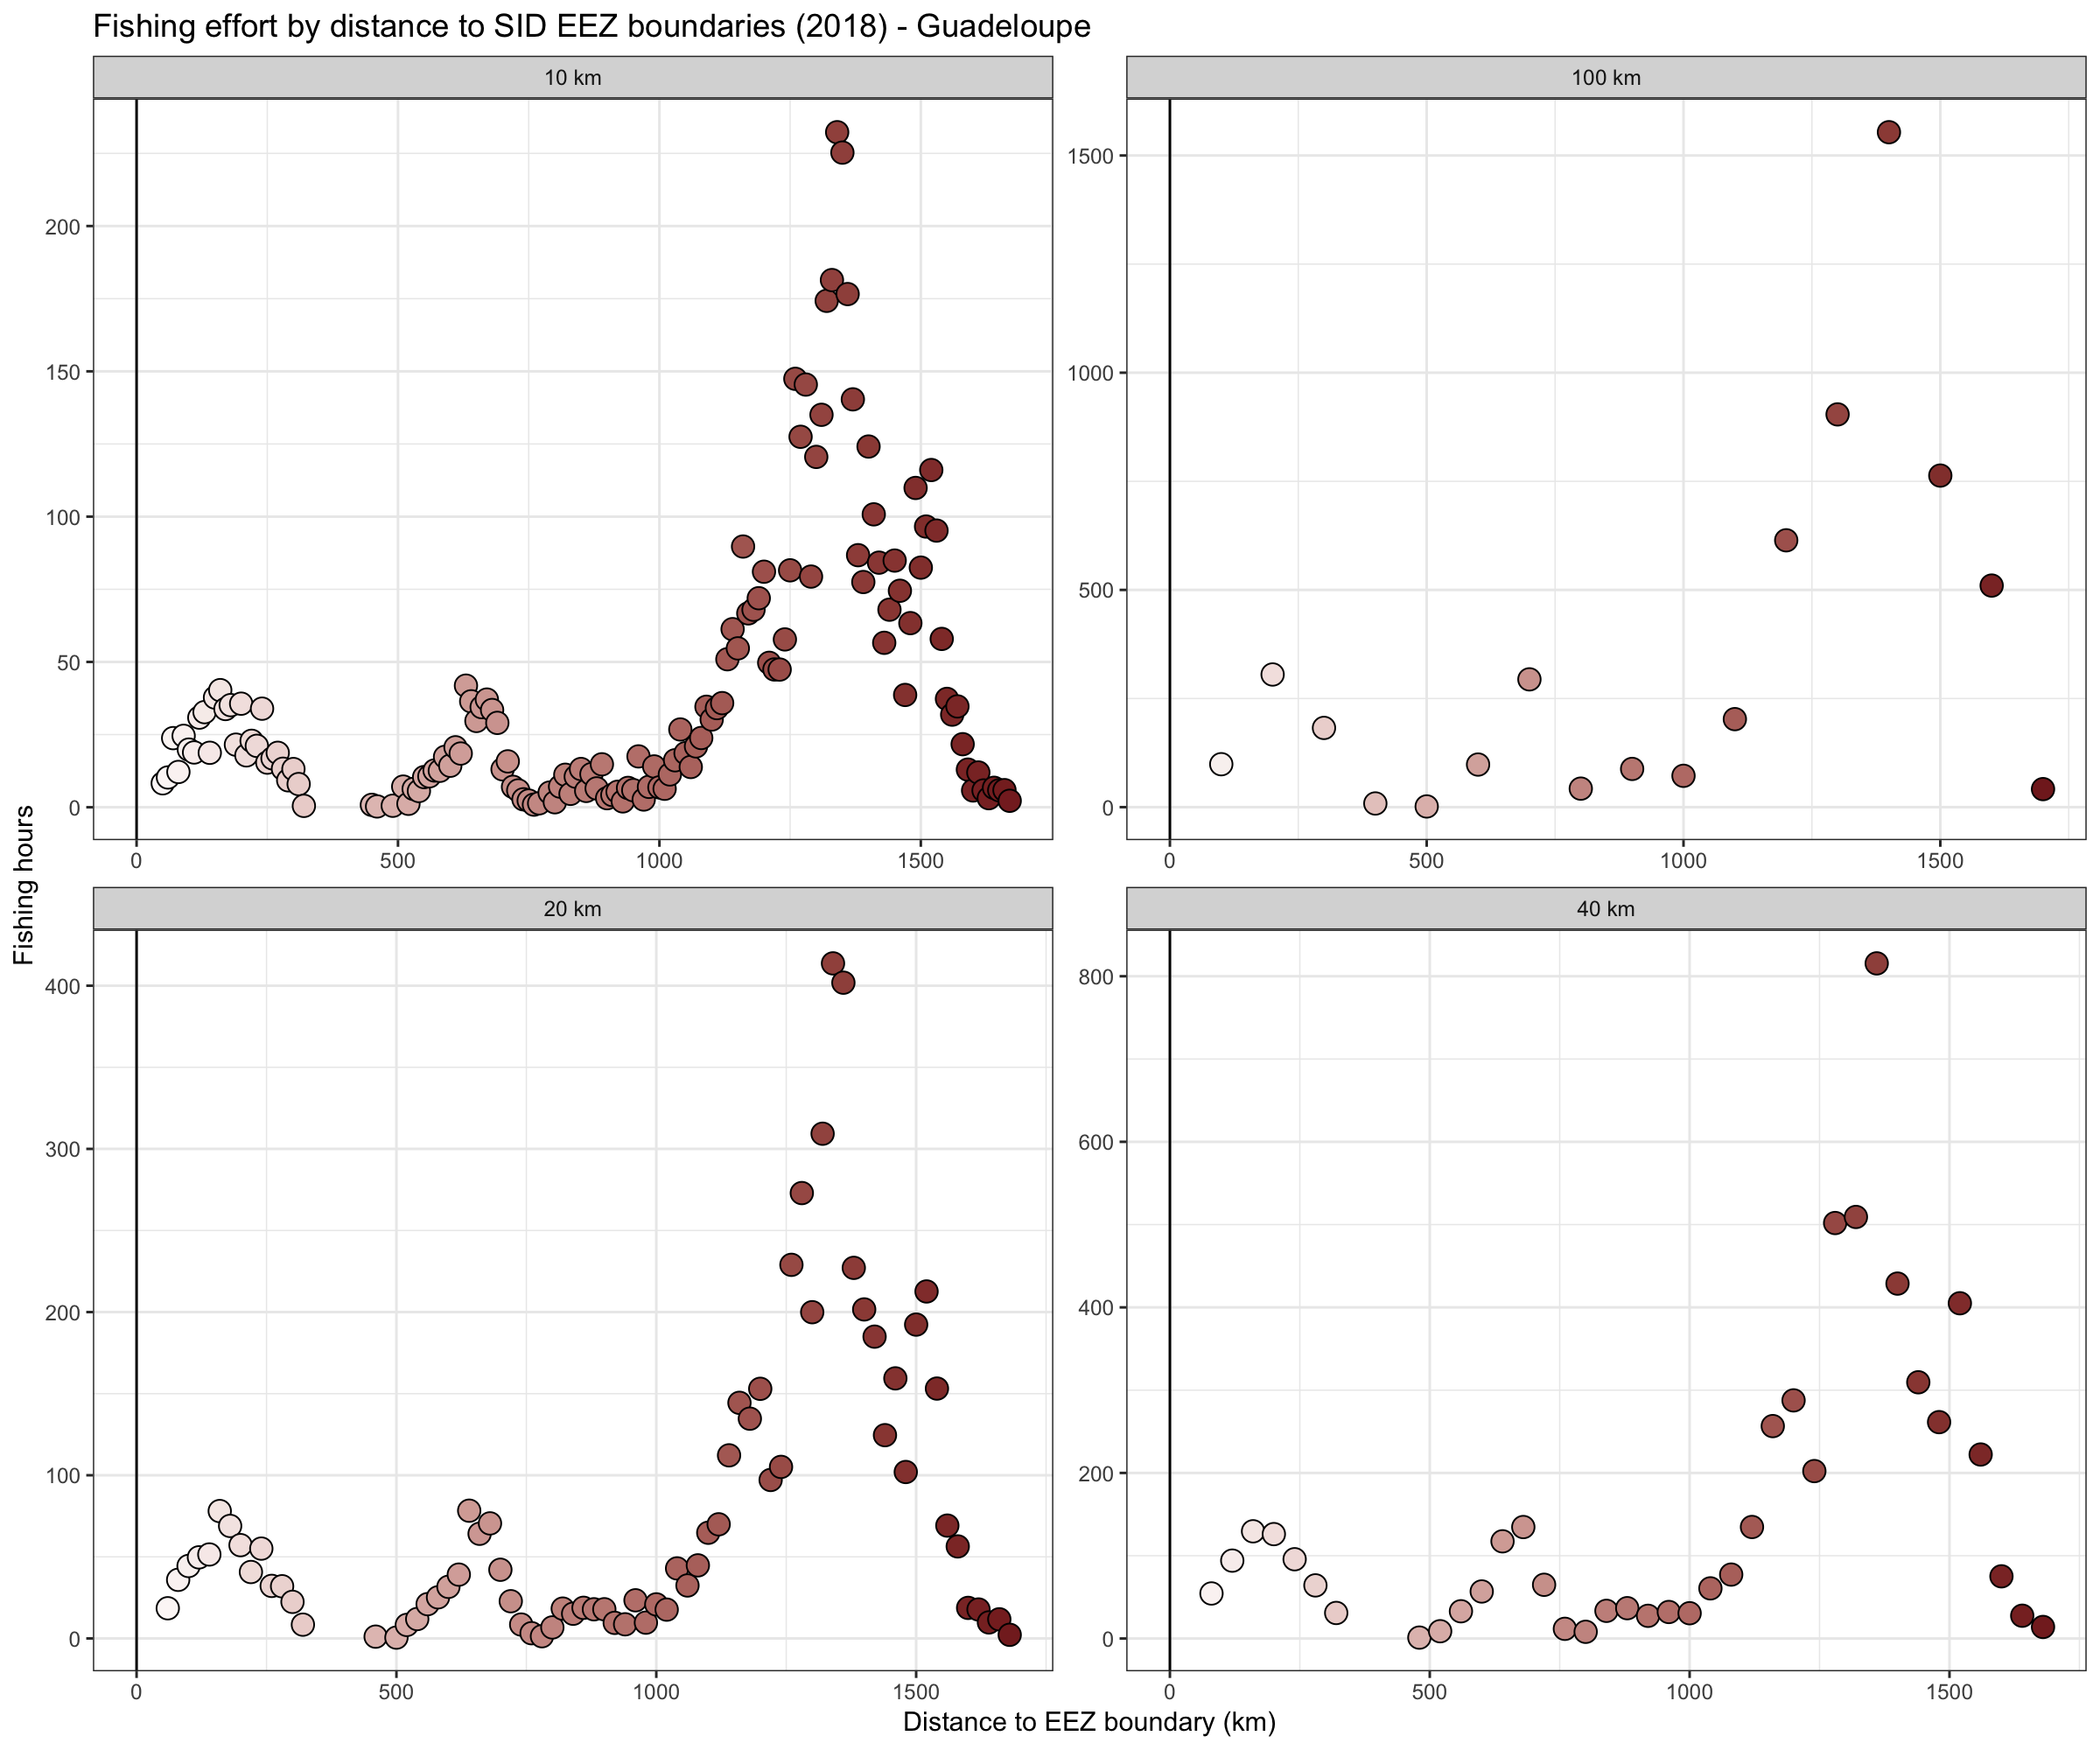 Fishing effort by distance to SID EEZ boundaries (2018) - Guadeloupe
10 km
100 km
200
150
100
50
0
0 500 1000 1500
1500
1000
500
0
0 500 1000 1500
Fishing hours
20 km
40 km
400
300
200
100
0
0 500 1000 1500
800
600
400
200
0
0 500 1000 1500
Distance to EEZ boundary (km)